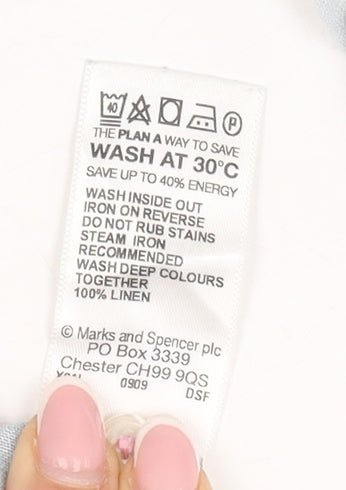 40 P
THE PLAN A WAY TO SAVE
WASH AT 30°C
SAVE UP TO 40% ENERGY
WASH INSIDE OUT
IRON ON REVERSE
DO NOT RUB STAINS
STEAM IRON
RECOMMENDED
WASH DEEP COLOURS
TOGETHER
100% LINEN
© Marks and Spencer plc
PO Box 3339
Chester CH99 9QS
0909 DSF